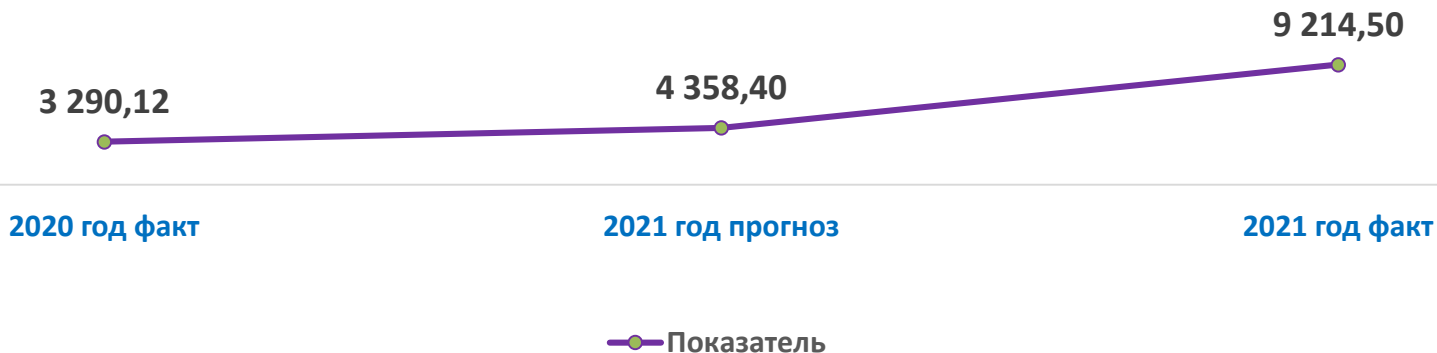 9 214,50
4 358,40
3 290,12
2020 год факт 2021 год прогноз 2021 год факт
Показатель